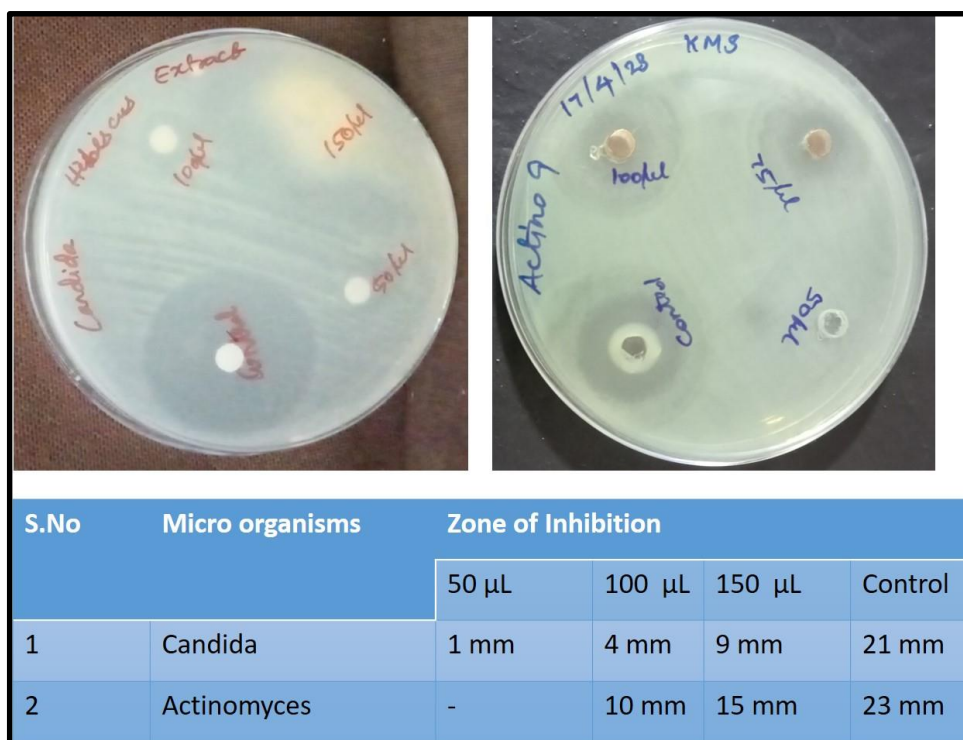 Hibiscus Extract
100µl
150µl
50µl
Candida
Control
17/4/23 KMS
Actino 9
100µl
75µl
Control
50µl
S.No Micro organisms Zone of Inhibition
50 µL 100 µL 150 µL Control
1 Candida 1 mm 4 mm 9 mm 21 mm
2 Actinomyces - 10 mm 15 mm 23 mm